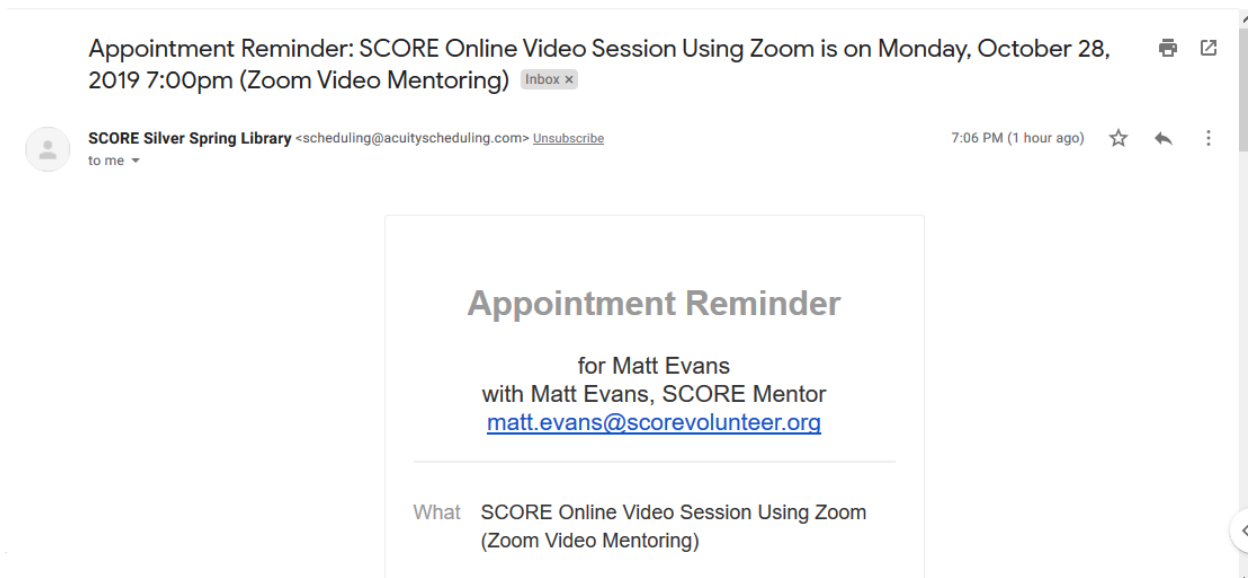 Appointment Reminder: SCORE Online Video Session Using Zoom is on Monday, October 28,
2019 7:00pm (Zoom Video Mentoring) Inbox ×
SCORE Silver Spring Library <scheduling@acuityscheduling.com> Unsubscribe 7:06 PM (1 hour ago)
to me
Appointment Reminder
for Matt Evans
with Matt Evans, SCORE Mentor
matt.evans@scorevolunteer.org
What SCORE Online Video Session Using Zoom
(Zoom Video Mentoring)